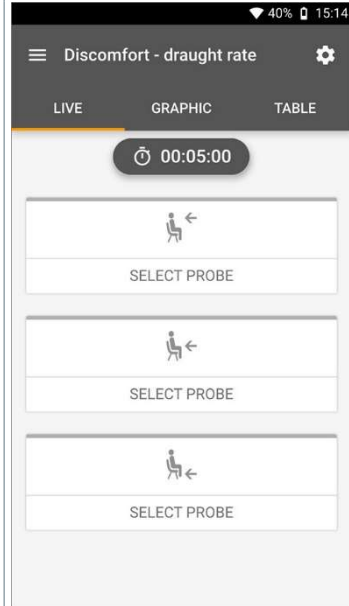 40% 15:14
Discomfort - draught rate
LIVE GRAPHIC TABLE
00:05:00
SELECT PROBE
SELECT PROBE
SELECT PROBE